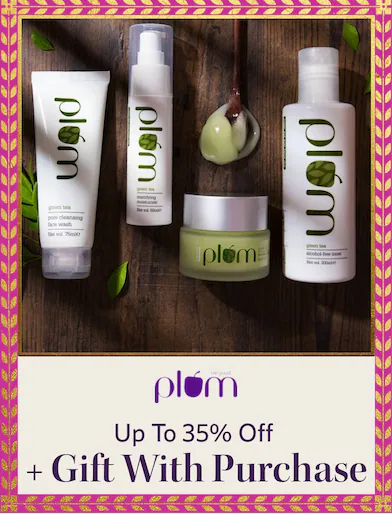 plum
green tea
pore cleansing
face wash
plum
green tea
mattifying
moisturizer
plum
plum
green tea
alcohol-free toner
plum
Up To 35% Off
+ Gift With Purchase